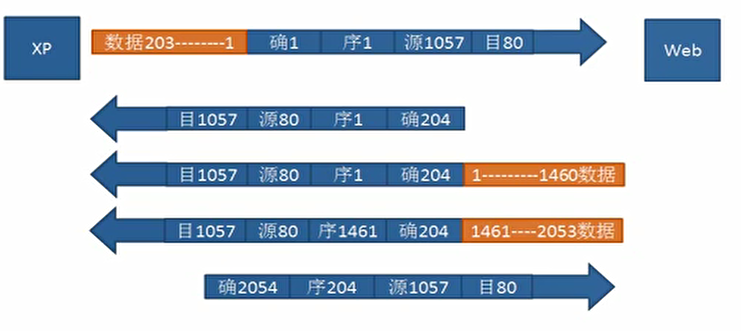 XP 数据203--------1 确1 序1 源1057 目80 Web
目1057 源80 序1 确204
目1057 源80 序1 确204 1---------1460数据
目1057 源80 序1461 确204 1461----2053数据
确2054 序204 源1057 目80